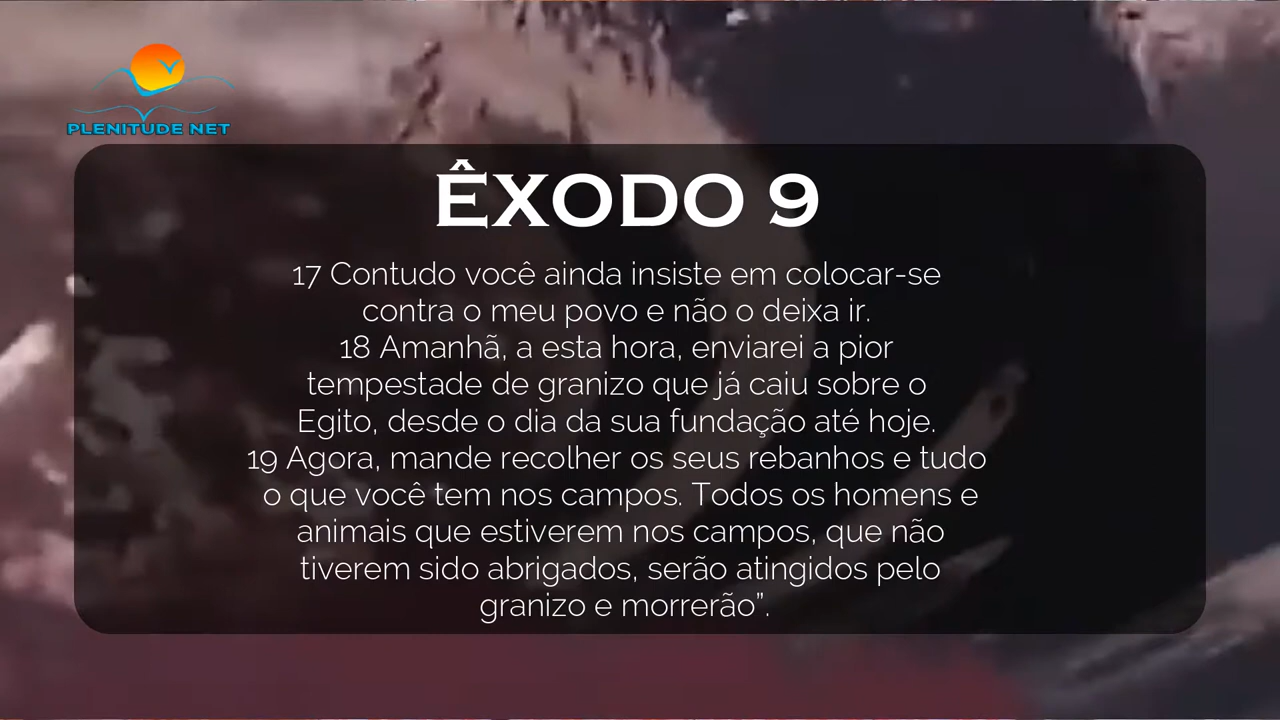 PLENITUDE NET
ÊXODO 9
17 Contudo você ainda insiste em colocar-se
contra o meu povo e não o deixa ir.
18 Amanhã, a esta hora, enviarei a pior
tempestade de granizo que já caiu sobre o
Egito, desde o dia da sua fundação até hoje.
19 Agora, mande recolher os seus rebanhos e tudo
o que você tem nos campos. Todos os homens e
animais que estiverem nos campos, que não
tiverem sido abrigados, serão atingidos pelo
granizo e morrerão”.